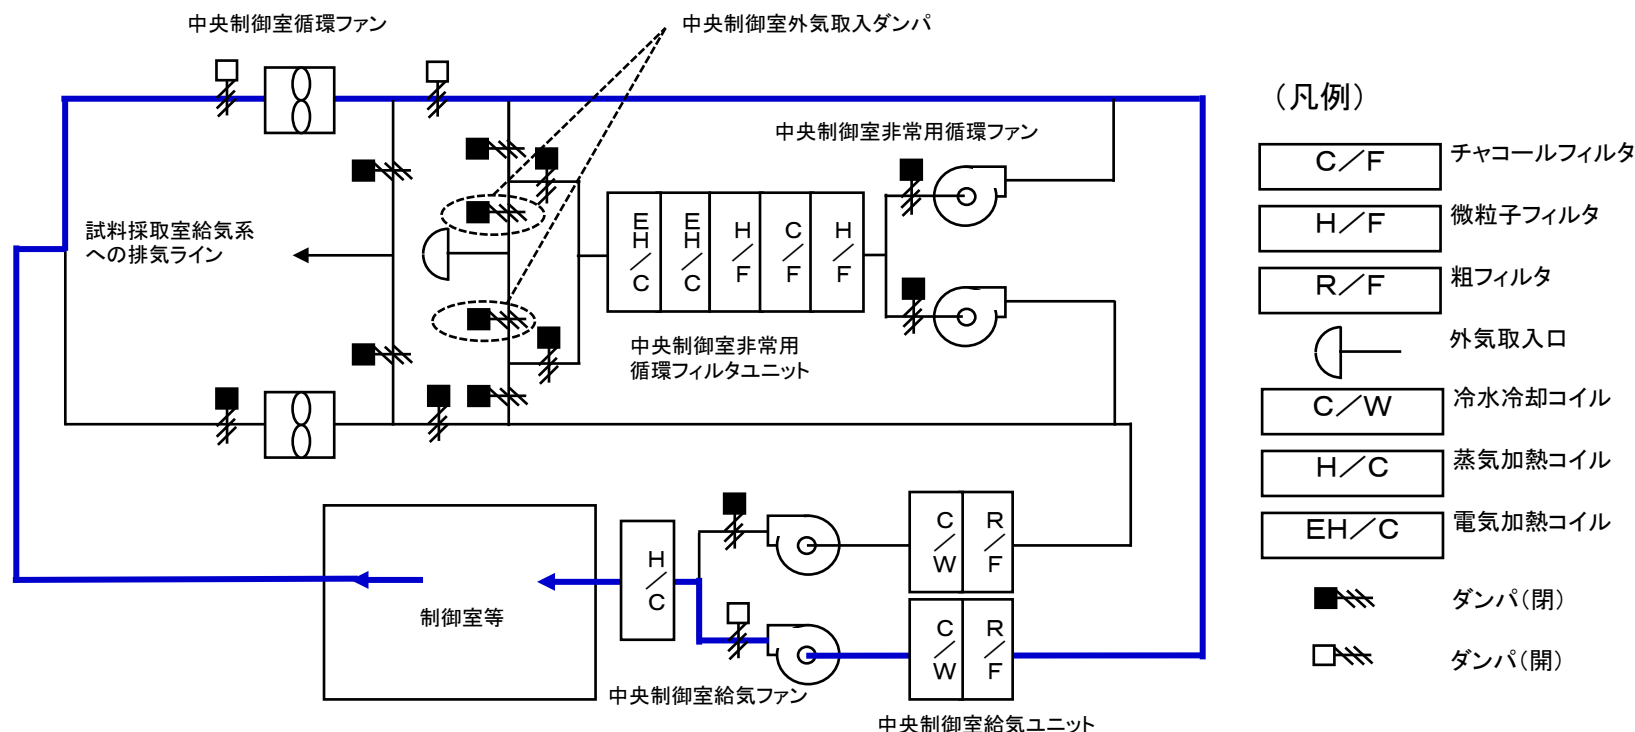 中央制御室循環ファン
中央制御室外気取入ダンパ
(凡例)
中央制御室非常用循環ファン
C/F
チャコールフィルタ
H/F
微粒子フィルタ
R/F
粗フィルタ
外気取入口
C/W
冷水冷却コイル
H/C
蒸気加熱コイル
EH/C
電気加熱コイル
ダンパ(閉)
ダンパ(開)
試料採取室給気系
への排気ライン
EH/C
EH/C
H/F
C/F
H/F
中央制御室非常用
循環フィルタユニット
C/W
R/F
H/C
制御室等
C/W
R/F
中央制御室給気ファン
中央制御室給気ユニット